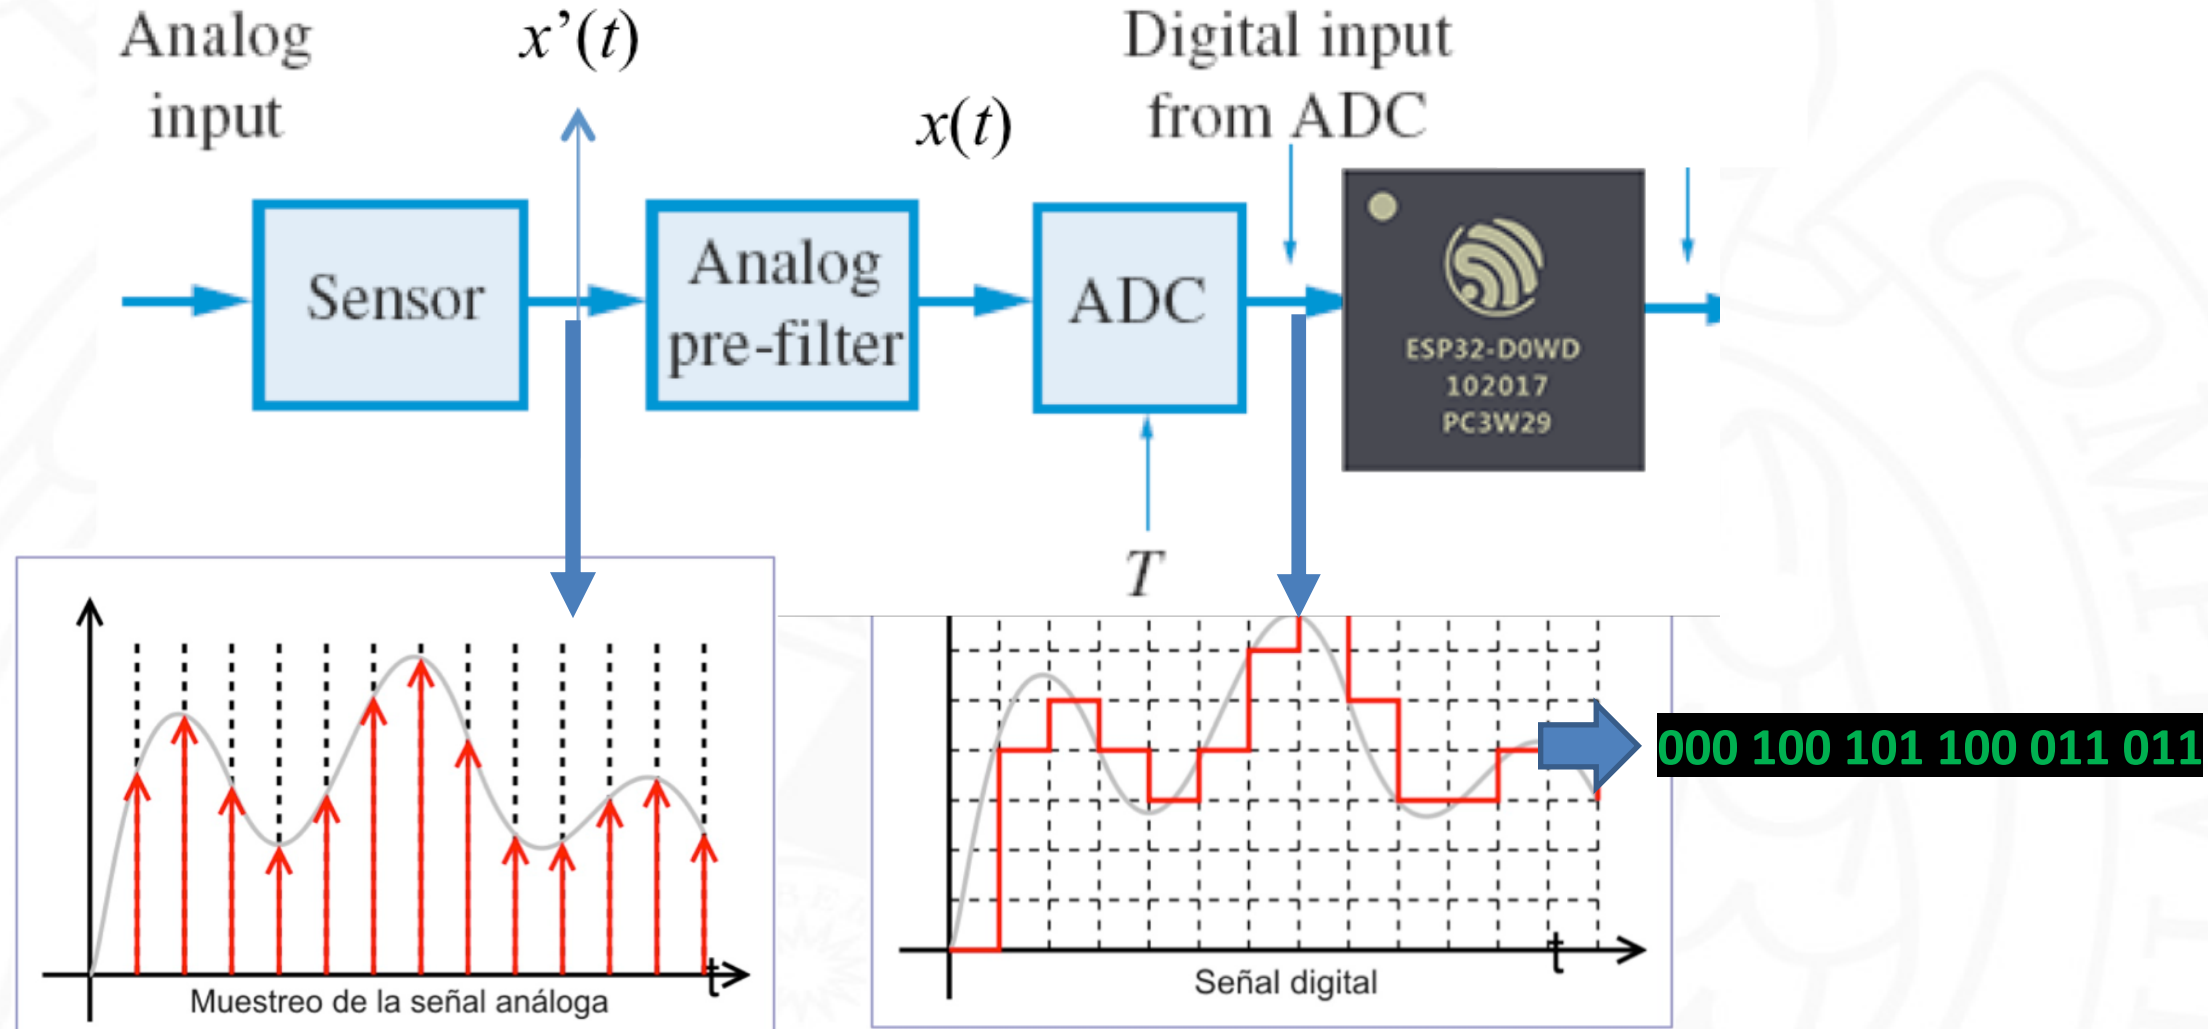 Analog
input
x’(t)
x(t)
Digital input
from ADC
Sensor
Analog
pre-filter
ADC
ESP32-D0WD
102017
PC3W29
T
t
Muestreo de la señal análoga
t
Señal digital
000 100 101 100 011 011